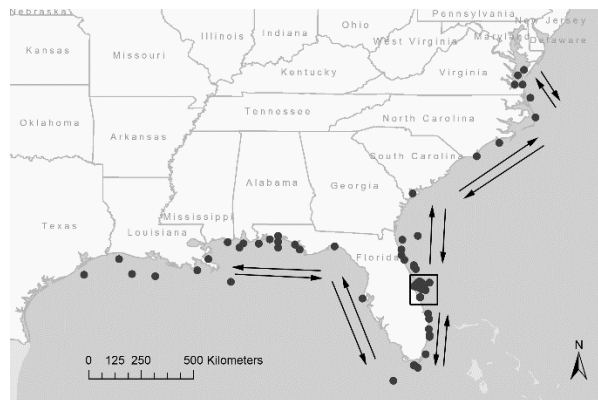 Nebraska
Pennsylvania
New Jersey
Ohio
Indiana
Illinois
Maryland
Delaware
West Virginia
Kansas
Missouri
Kentucky
Virginia
Tennessee
North Carolina
Oklahoma
Arkansas
South Carolina
Alabama
Georgia
Mississippi
Texas
Louisiana
Florida
N
0 125 250 500 Kilometers